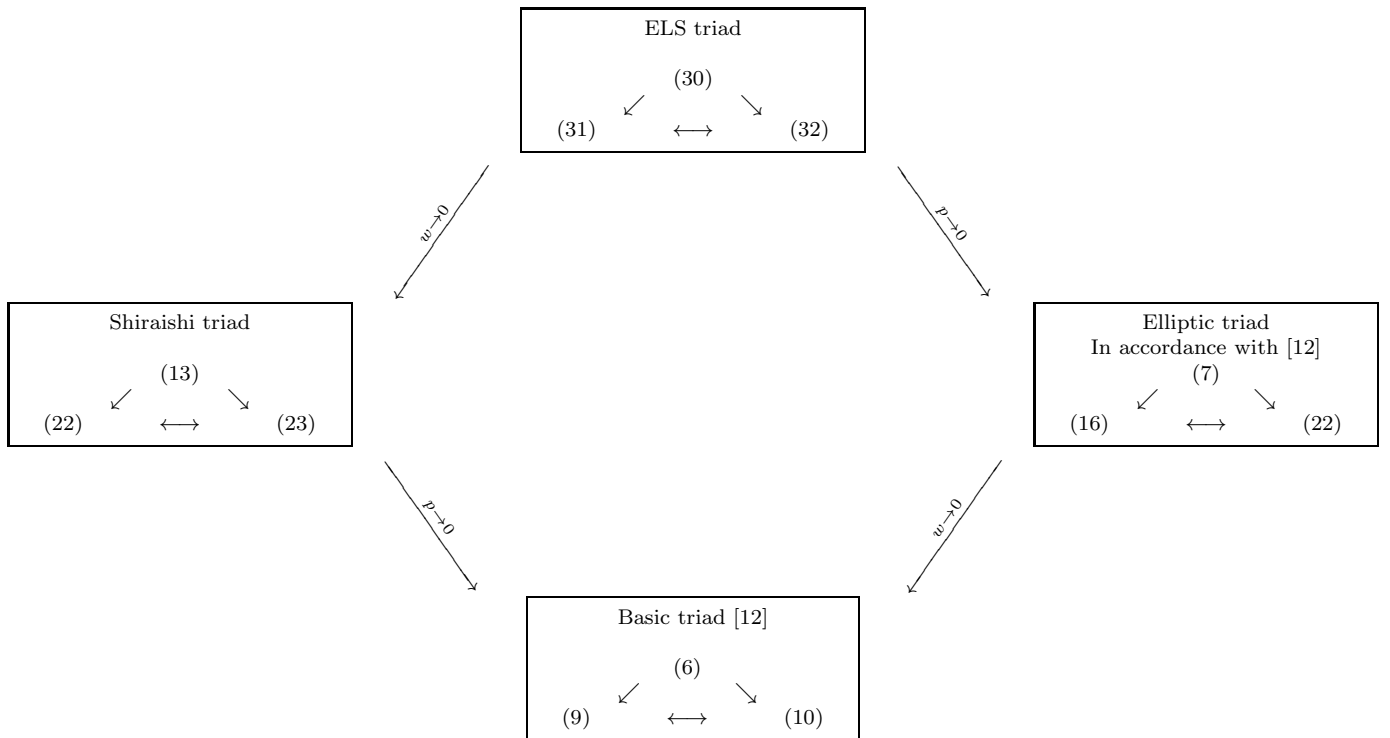 ELS triad
(30)
↙ ↘
(31) ⟷ (32)
w→0
p→0
Shiraishi triad
(13)
↙ ↘
(22) ⟷ (23)
Elliptic triad
In accordance with [12]
(7)
↙ ↘
(16) ⟷ (22)
p→0
w→0
Basic triad [12]
(6)
↙ ↘
(9) ⟷ (10)